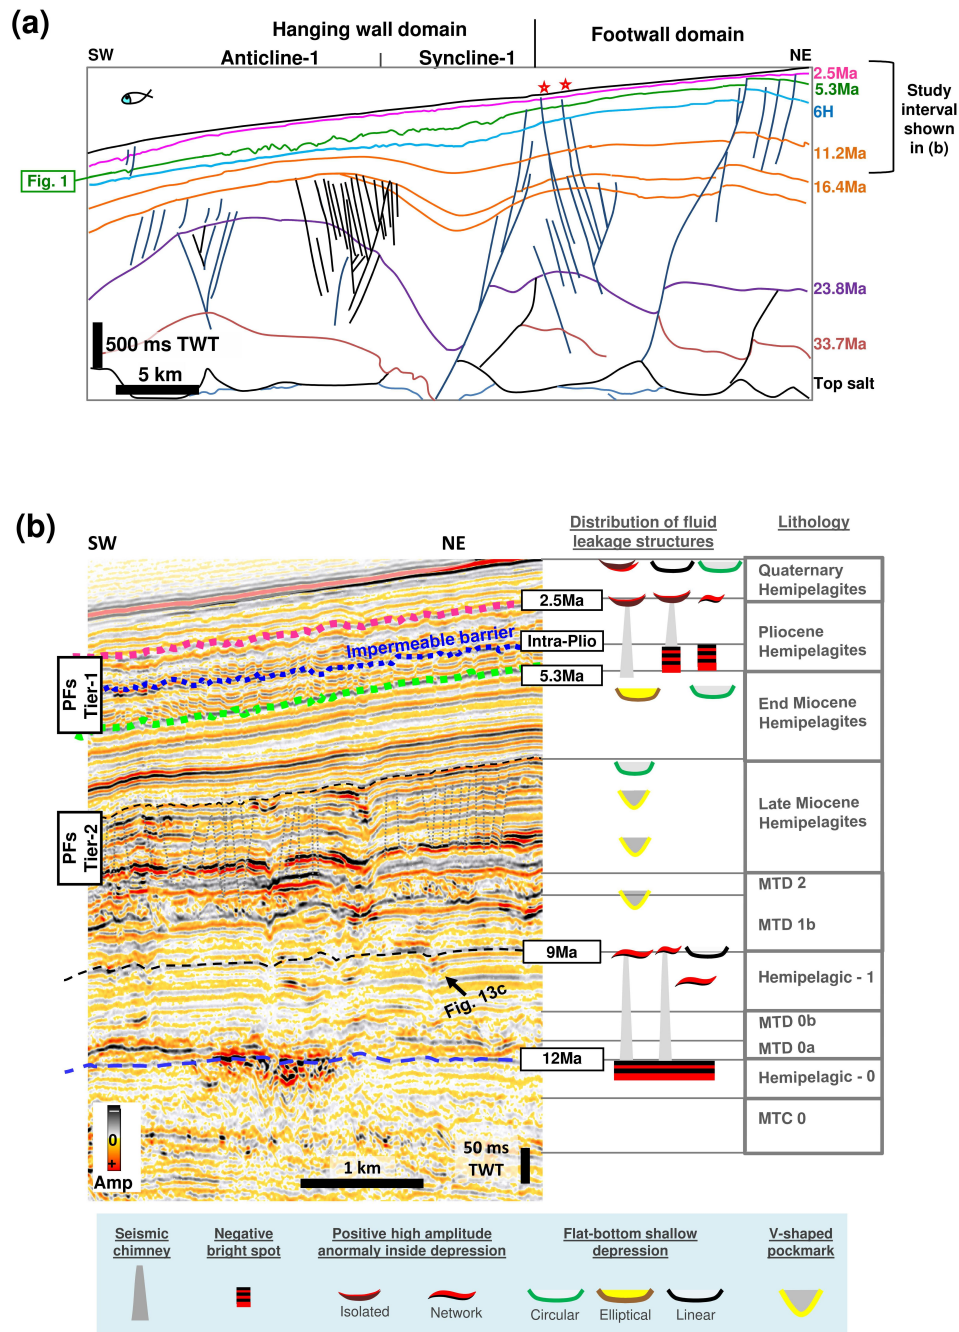 (a)
Hanging wall domain
Footwall domain
SW
Anticline-1
Syncline-1
NE
2.5Ma
5.3Ma
6H
Study
interval
shown
in (b)
11.2Ma
Fig. 1
16.4Ma
23.8Ma
500 ms TWT
33.7Ma
5 km
Top salt
(b)
SW
NE
Distribution of fluid
leakage structures
Lithology
Quaternary
Hemipelagites
2.5Ma
Pliocene
Hemipelagites
Impermeable barrier
Intra-Plio
5.3Ma
PFs
Tier-1
End Miocene
Hemipelagites
Late Miocene
Hemipelagites
PFs
Tier-2
MTD 2
MTD 1b
9Ma
Hemipelagic - 1
Fig. 13c
MTD 0b
MTD 0a
12Ma
Hemipelagic - 0
MTC 0
0
+
Amp
1 km
50 ms
TWT
Seismic
chimney
Negative
bright spot
Positive high amplitude
anormaly inside depression
Flat-bottom shallow
depression
V-shaped
pockmark
Isolated
Network
Circular
Elliptical
Linear